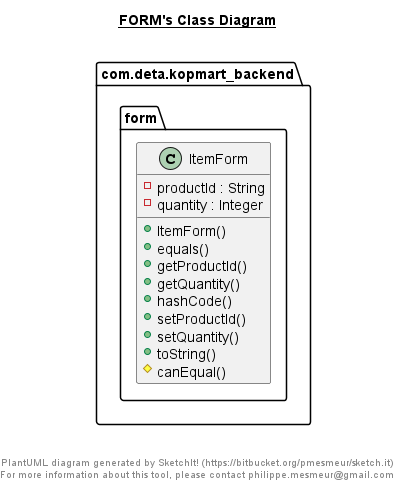 FORM's Class Diagram
com.deta.kopmart_backend
form
C ItemForm
productId : String
quantity : Integer
ItemForm()
equals()
getProductId()
getQuantity()
hashCode()
setProductId()
setQuantity()
toString()
canEqual()
PlantUML diagram generated by SketchIt! (https://bitbucket.org/pmesmeur/sketch.it)
For more information about this tool, please contact philippe.mesmeur@gmail.com